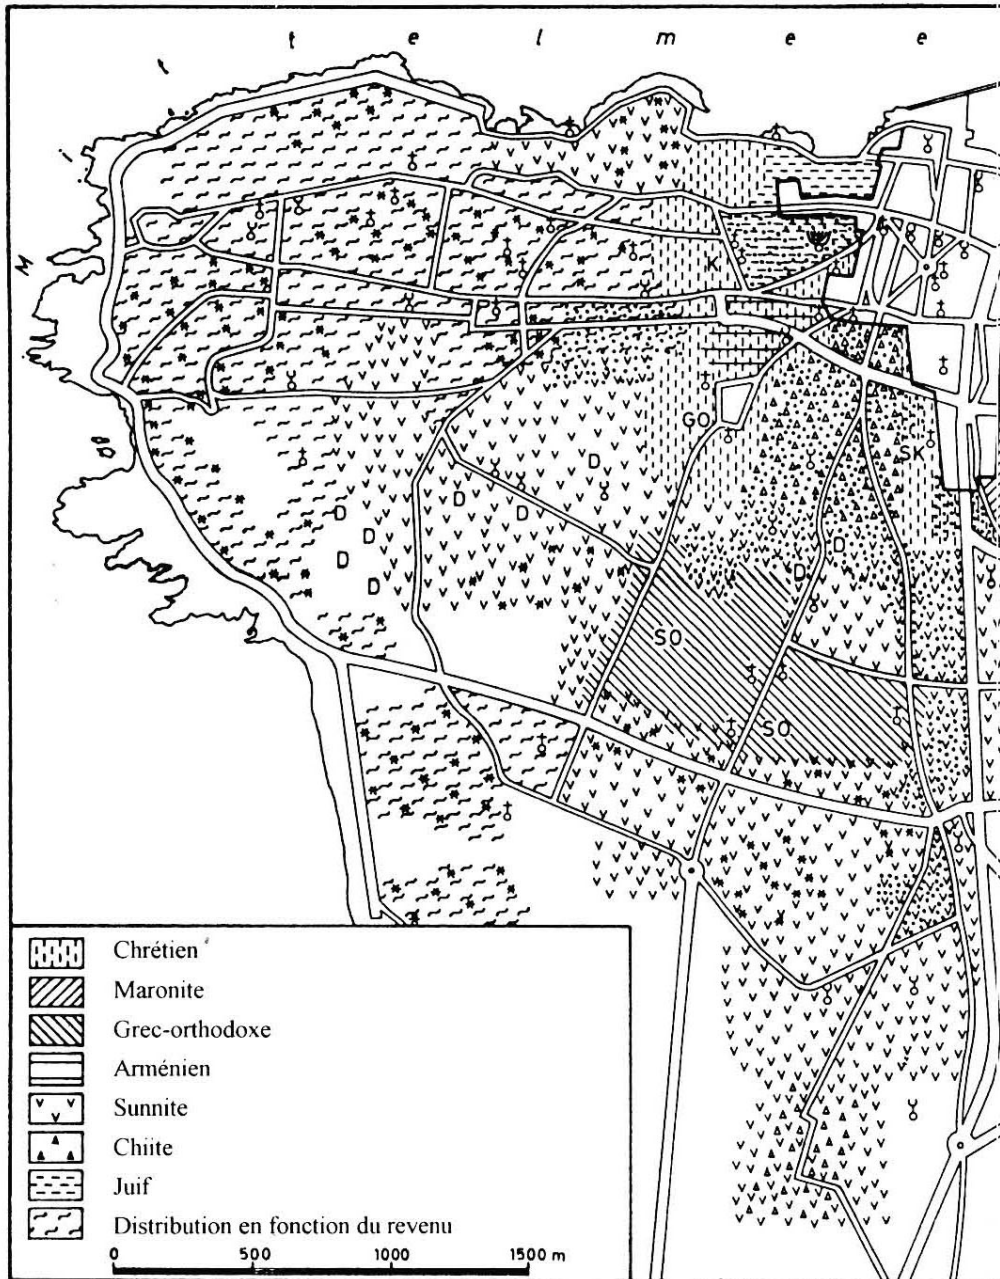 t e l m e e
M i
K
GO
SK
D
D D
D
D D
D
D
SO
SO
Chrétien
Maronite
Grec-orthodoxe
Arménien
Sunnite
Chiite
Juif
Distribution en fonction du revenu
0 500 1000 1500 m